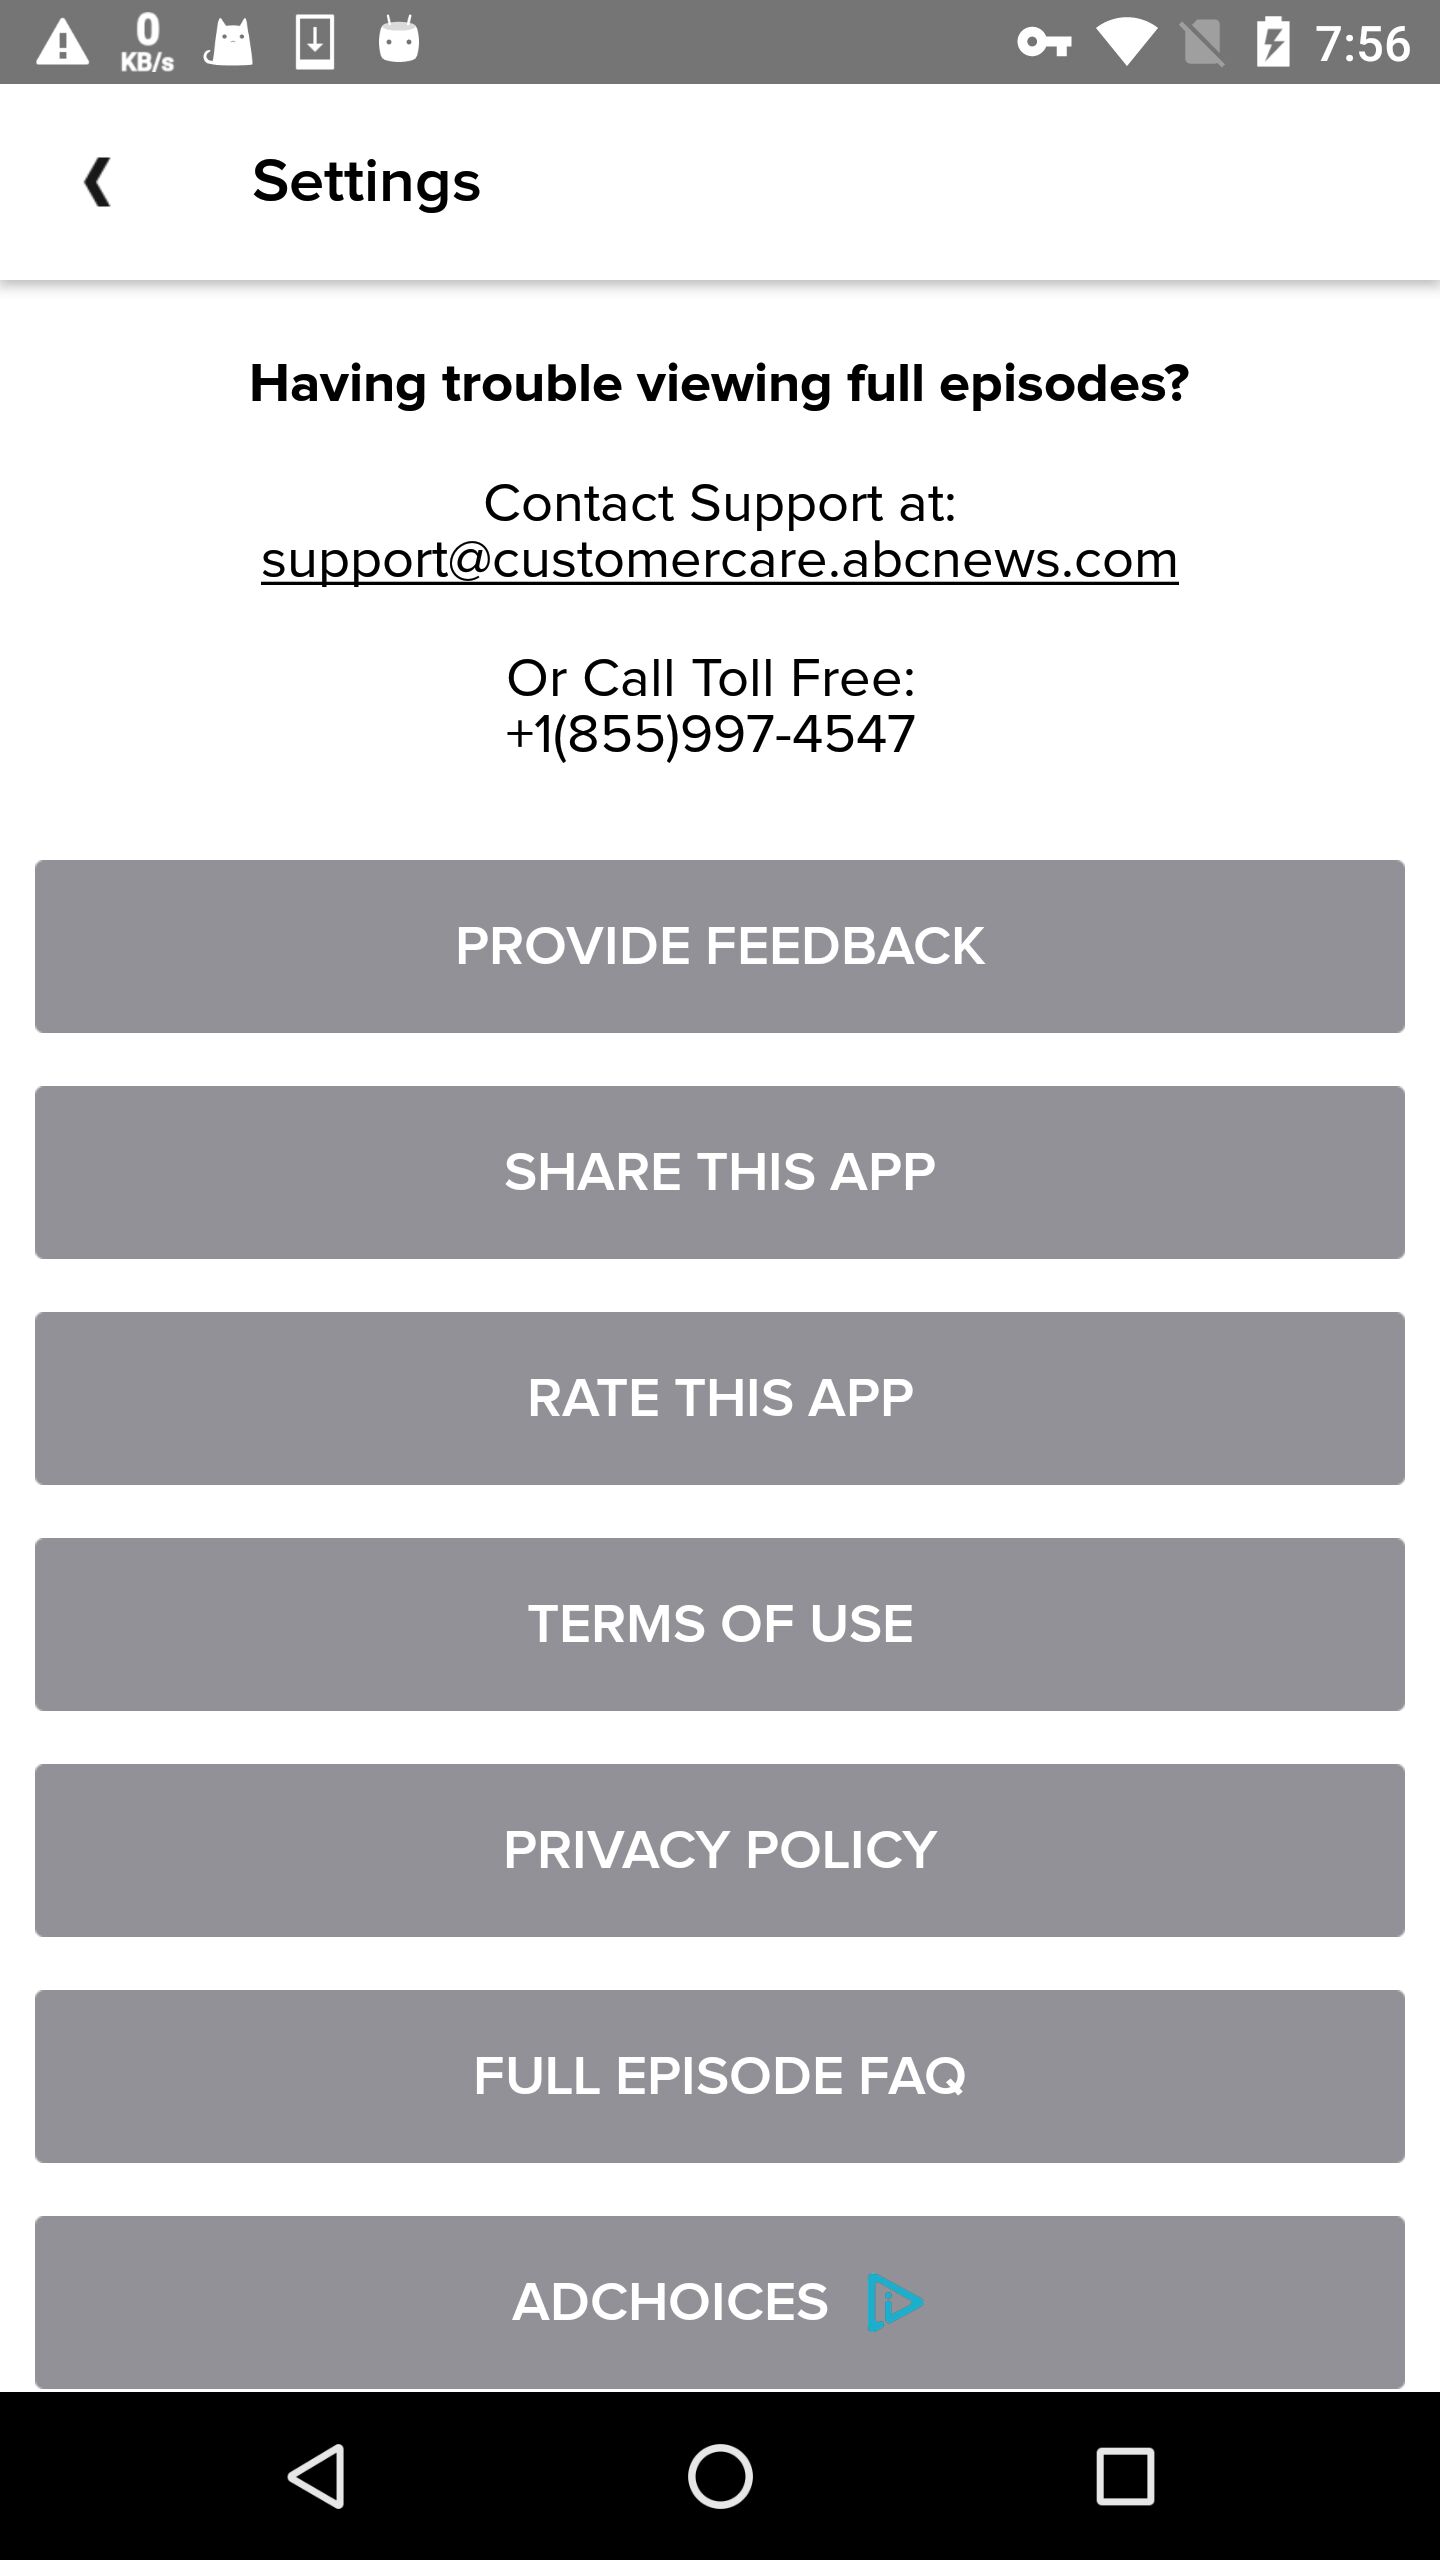 0
KB/s
7:56
Settings
Having trouble viewing full episodes?
Contact Support at:
support@customercare.abcnews.com
Or Call Toll Free:
+1(855)997-4547
PROVIDE FEEDBACK
SHARE THIS APP
RATE THIS APP
TERMS OF USE
PRIVACY POLICY
FULL EPISODE FAQ
ADCHOICES